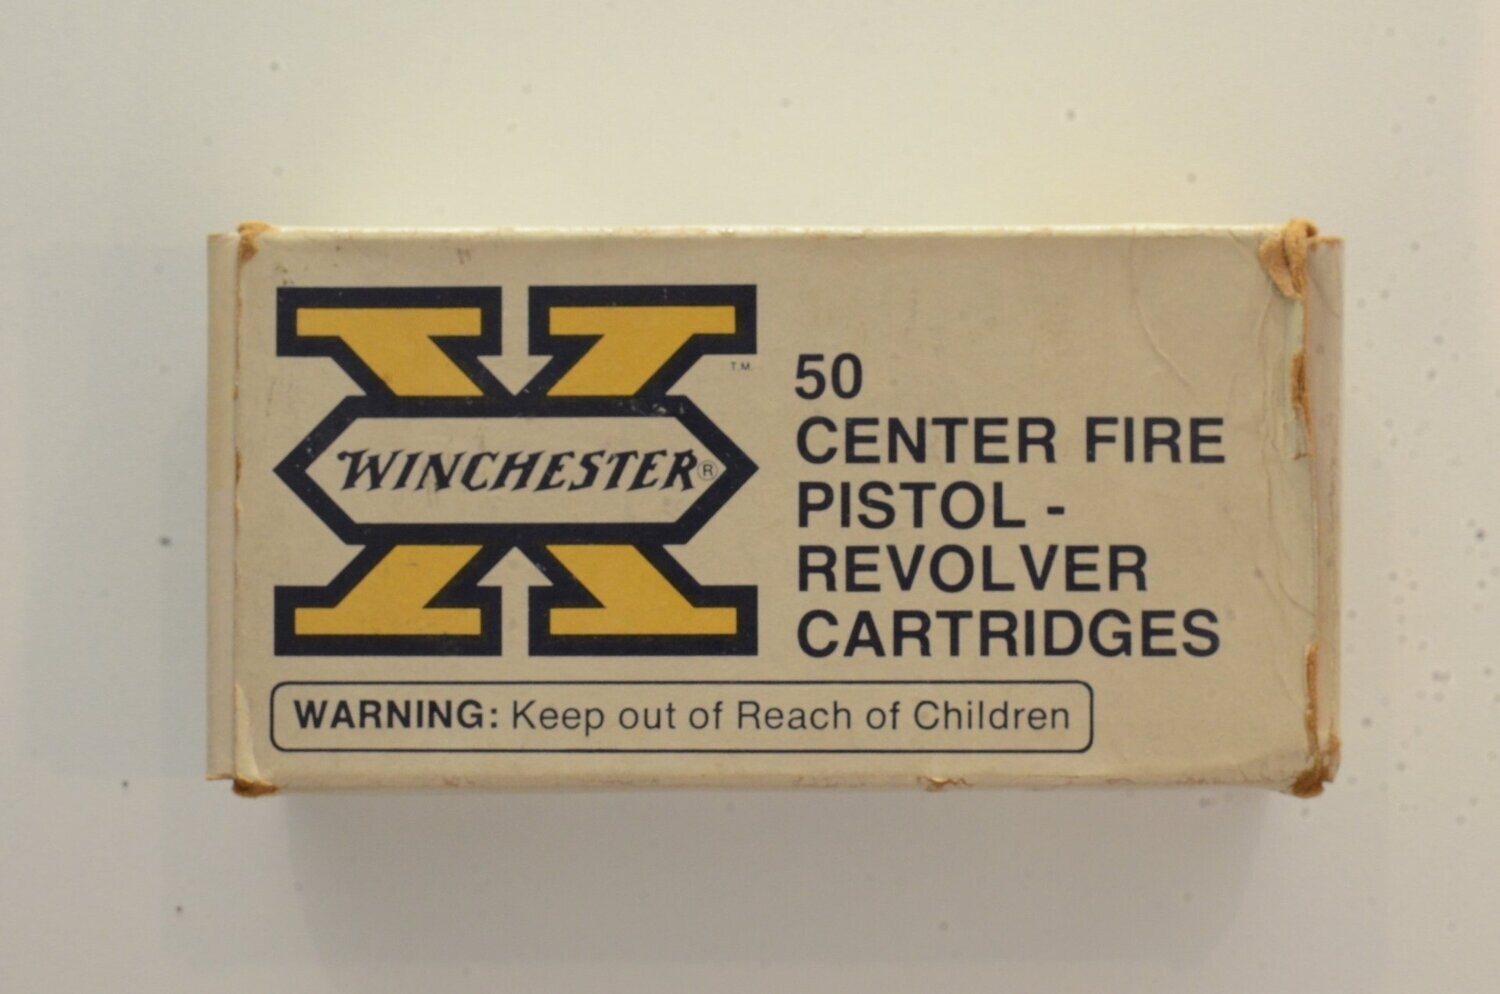 T.M.
WINCHESTER®
50
CENTER FIRE
PISTOL -
REVOLVER
CARTRIDGES
WARNING: Keep out of Reach of Children